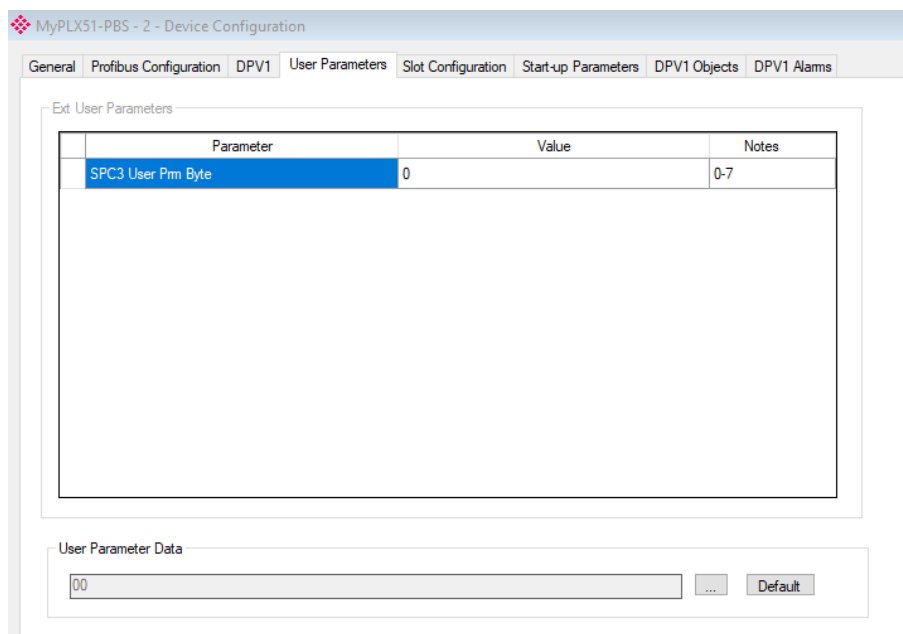 MyPLX51-PBS - 2 - Device Configuration
General Profibus Configuration DPV1 User Parameters Slot Configuration Start-up Parameters DPV1 Objects DPV1 Alarms
Ext User Parameters
Parameter Value Notes
SPC3 User Prm Byte 0 0-7
User Parameter Data
00 ... Default